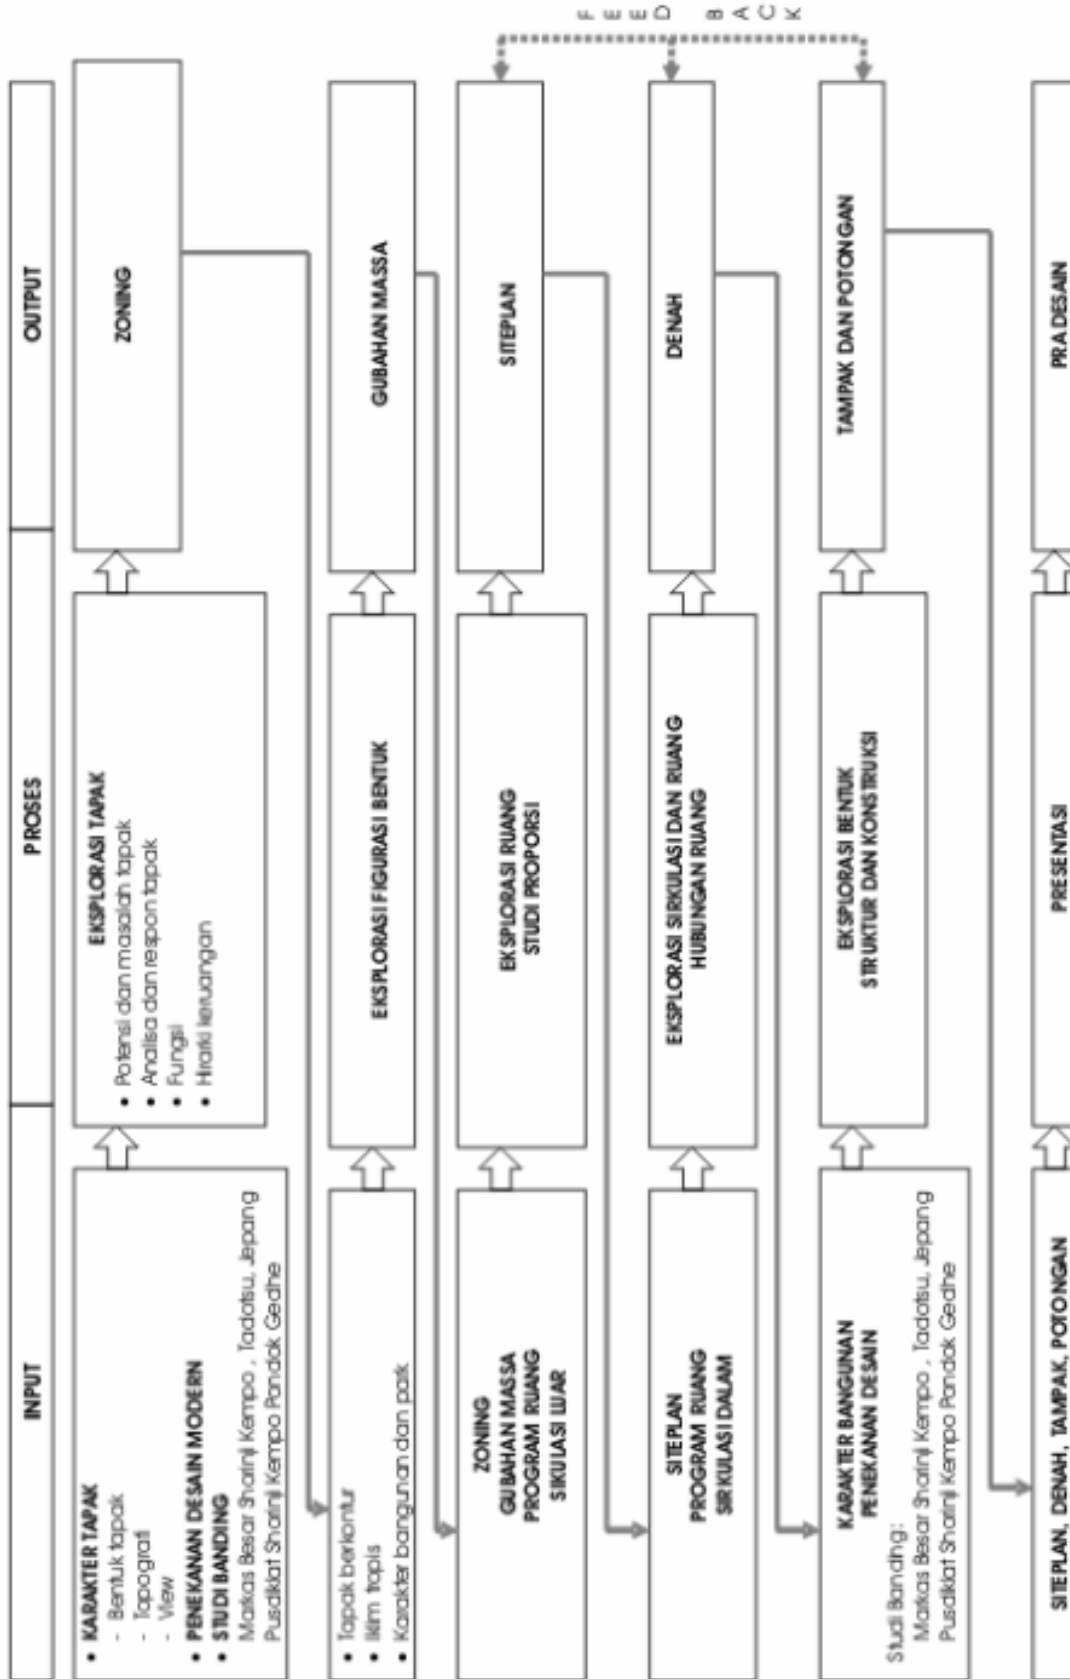 INPUT
PROSES
OUTPUT
• KARAKTER TAPAK
- Bentuk tapak
- Topografi
- View
• PENEKANAN DESAIN MODERN
• STUDI BANDING
Markas Besar Shorinji Kempo , Tadotsu, Jepang
Pusdiklat Shorinji Kempo Pondok Gedhe
EKSPLORASI TAPAK
• Potensi dan masalah tapak
• Analisa dan respon tapak
• Fungsi
• Hirarki keruangan
ZONING
• Tapak berkontur
• Iklim tropis
• Karakter bangunan dan park
EKSPLORASI FIGURASI BENTUK
GUBAHAN MASSA
ZONING
GUBAHAN MASSA
PROGRAM RUANG
SIKULASI LUAR
EKSPLORASI RUANG
STUDI PROPORSI
SITEPLAN
SITEPLAN
PROGRAM RUANG
SIRKULASI DALAM
EKSPLORASI SIRKULASI DAN RUANG
HUBUNGAN RUANG
DENAH
KARAKTER BANGUNAN
PENEKANAN DESAIN
Studi Banding:
Markas Besar Shorinji Kempo , Tadotsu, Jepang
Pusdiklat Shorinji Kempo Pondok Gedhe
EKSPLORASI BENTUK
STRUKTUR DAN KONSTRUKSI
TAMPAK DAN POTONGAN
SITEPLAN, DENAH, TAMPAK, POTONGAN
PRESENTASI
PRADESAIN
FEED BACK